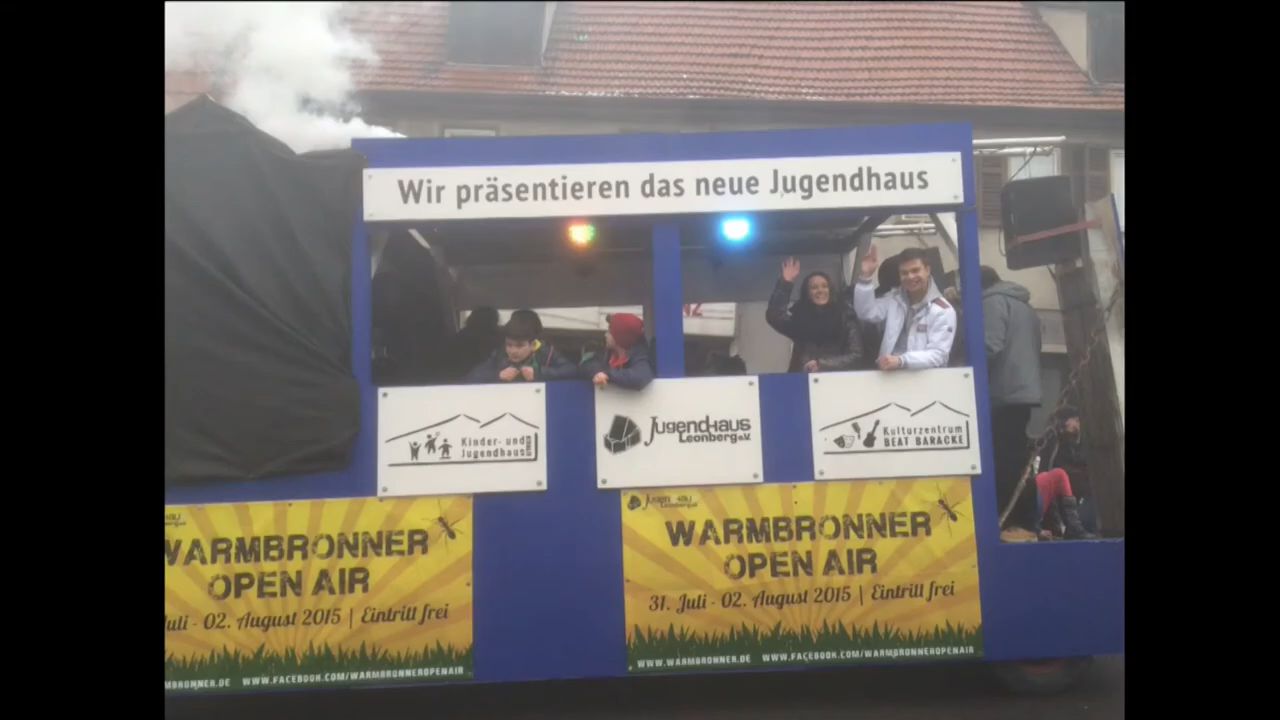 Wir präsentieren das neue Jugendhaus
Kinder- und
Jugendhaus
Jugendhaus
Leonberg e.V.
Kulturzentrum
BEAT BARACKE
WARMBRONNER
OPEN AIR
Juli - 02. August 2015 | Eintritt frei
WWW.FACEBOOK.COM/WARMBRONNEROPENAIR
WARMBRONNER
OPEN AIR
31. Juli - 02. August 2015 | Eintritt frei
WWW.WARMBRONNER.DE WWW.FACEBOOK.COM/WARMBRONNEROPENAIR